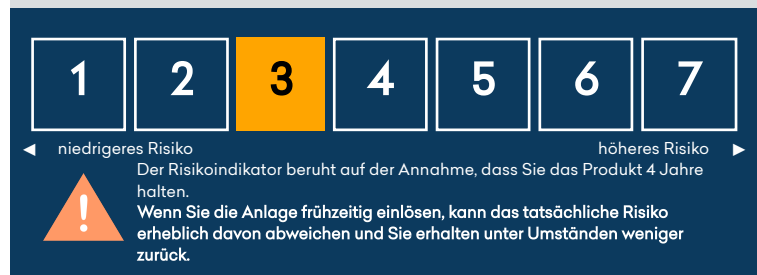 1 2 3 4 5 6 7
◄ niedrigeres Risiko höheres Risiko ►
Der Risikoindikator beruht auf der Annahme, dass Sie das Produkt 4 Jahre
halten.
Wenn Sie die Anlage frühzeitig einlösen, kann das tatsächliche Risiko
erheblich davon abweichen und Sie erhalten unter Umständen weniger
zurück.
!